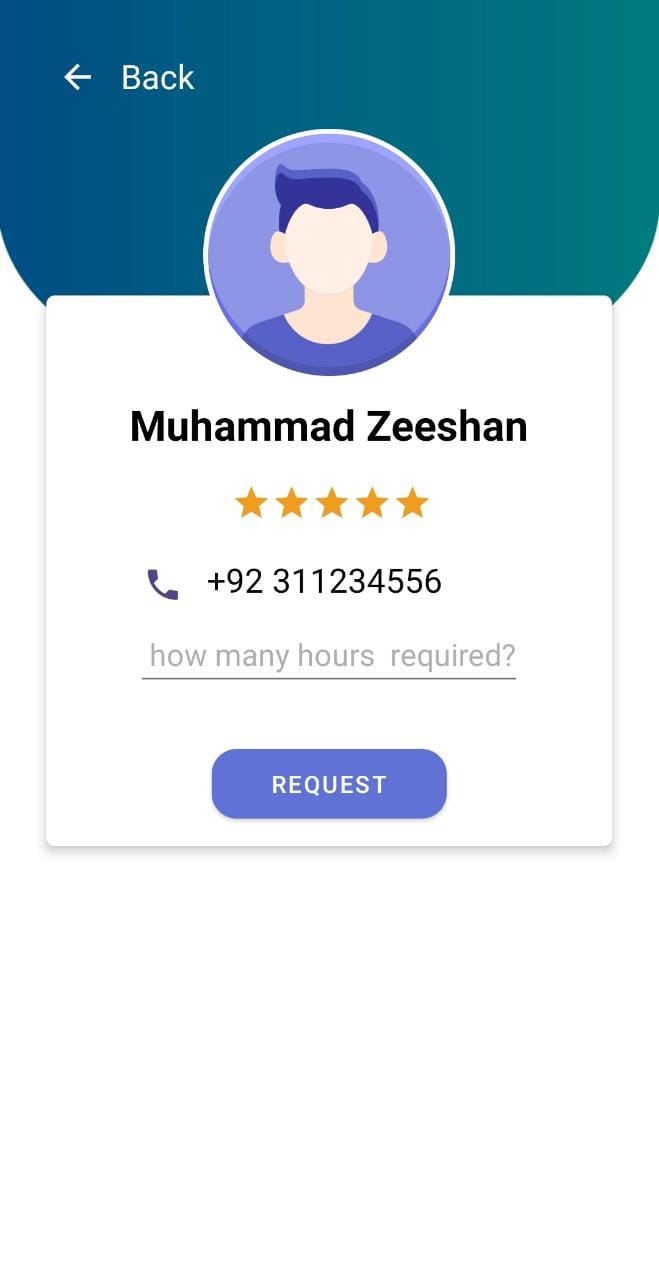 Back
Muhammad Zeeshan
+92 311234556
how many hours  required?
REQUEST